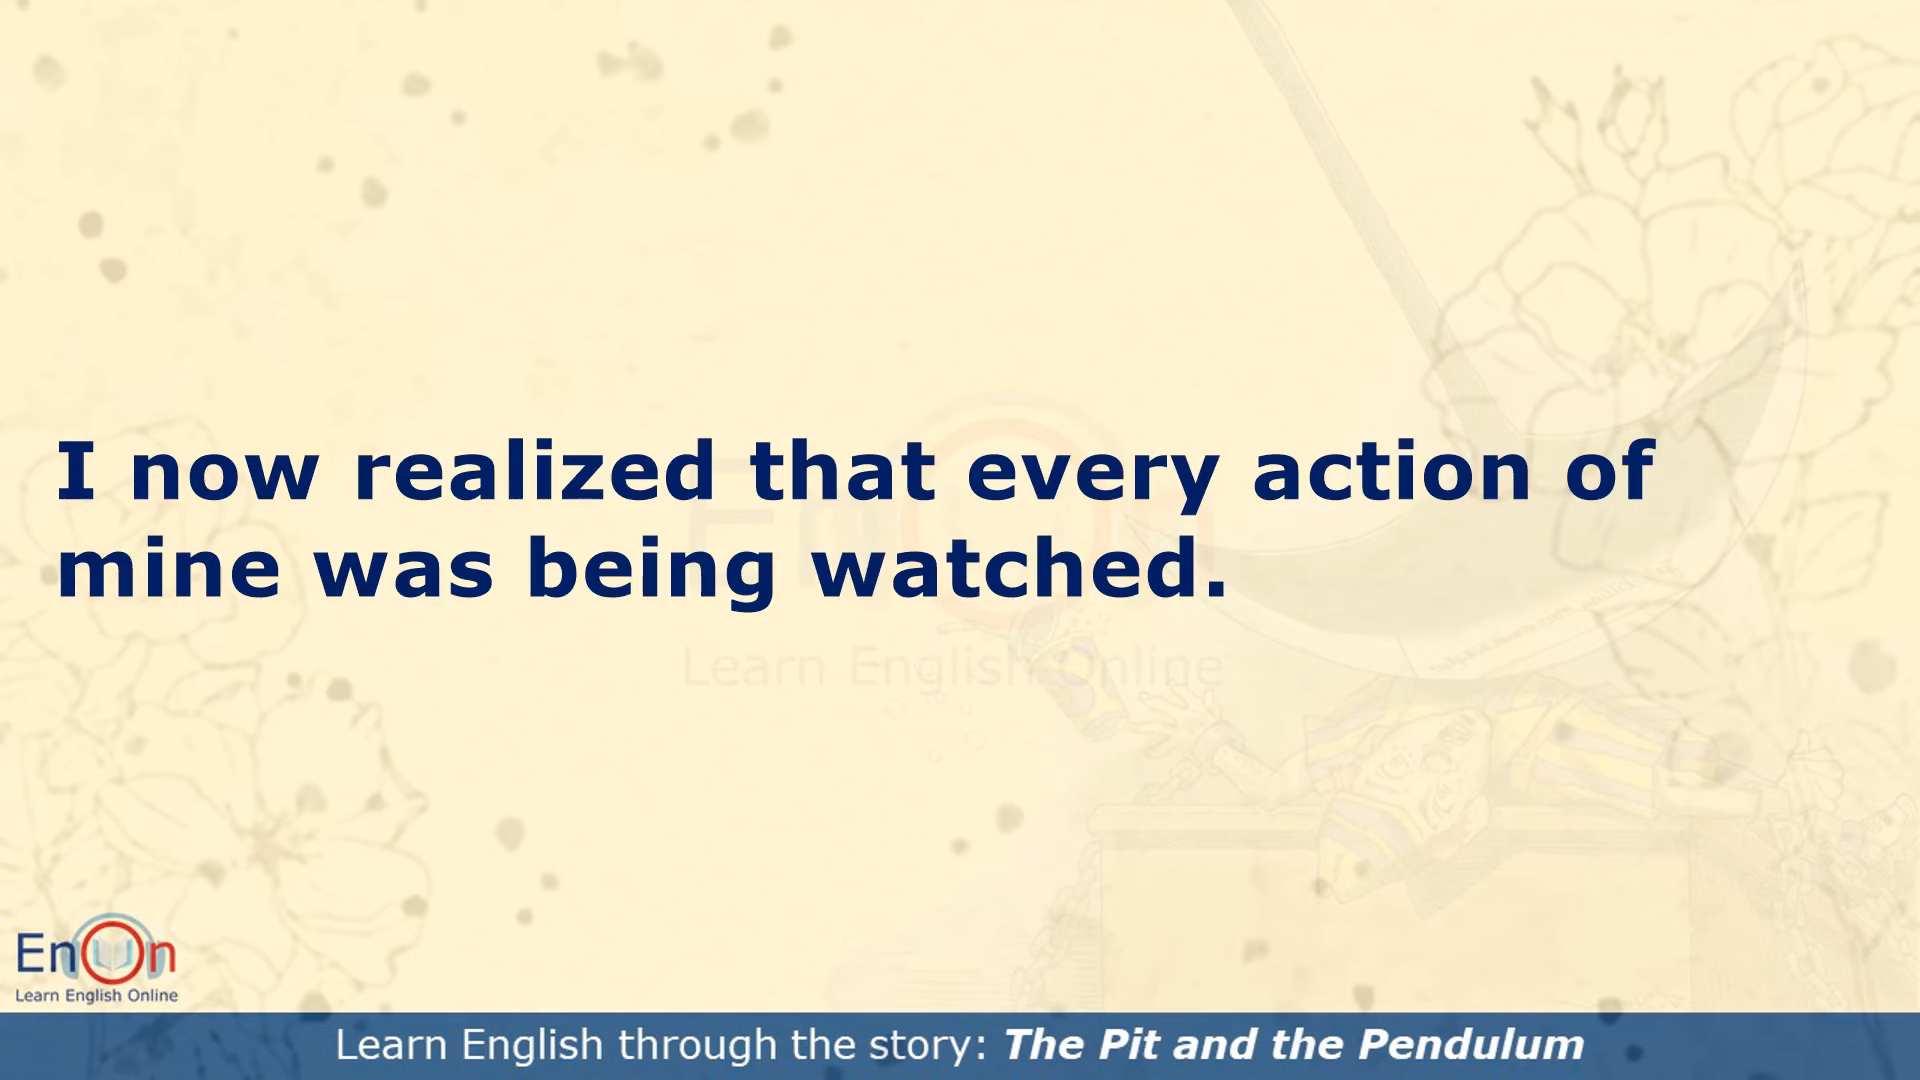 I now realized that every action of
mine was being watched.
Learn English Online
EnOn
Learn English Online
Learn English through the story: The Pit and the Pendulum